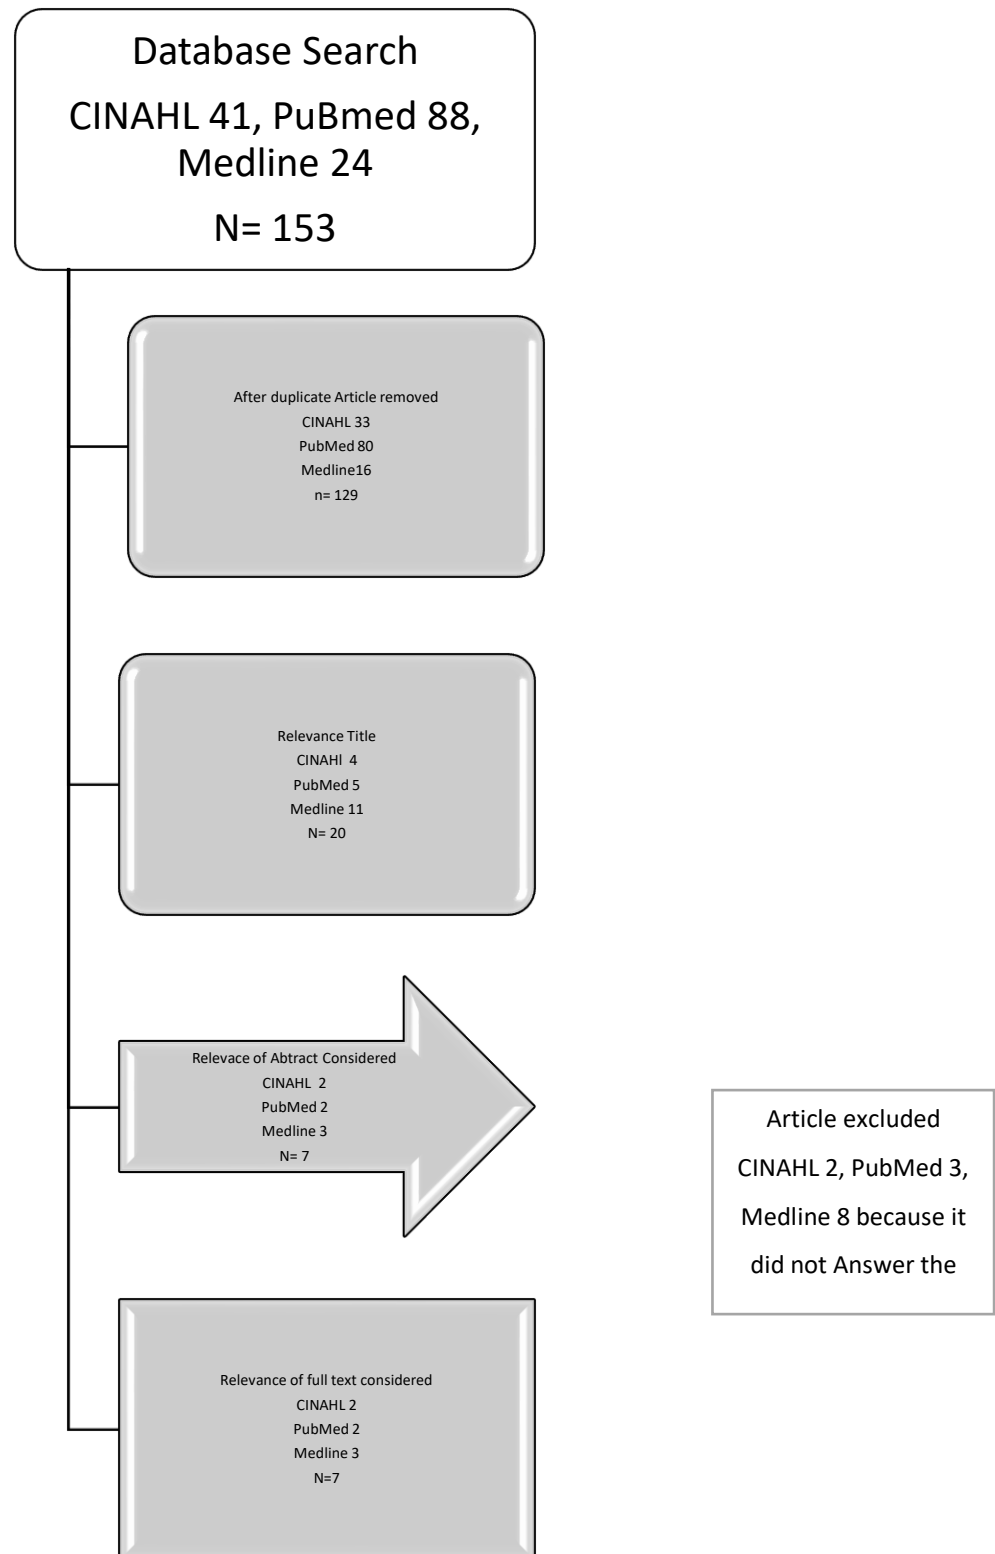 Database Search
CINAHL 41, PuBmed 88,
Medline 24
N= 153
After duplicate Article removed
CINAHL 33
PubMed 80
Medline16
n= 129
Relevance Title
CINAHl 4
PubMed 5
Medline 11
N= 20
Relevace of Abtract Considered
CINAHL 2
PubMed 2
Medline 3
N= 7
Article excluded
CINAHL 2, PubMed 3,
Medline 8 because it
did not Answer the
Relevance of full text considered
CINAHL 2
PubMed 2
Medline 3
N=7